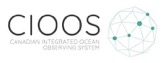 CIOOS
CANADIAN INTEGRATED OCEAN
OBSERVING SYSTEM